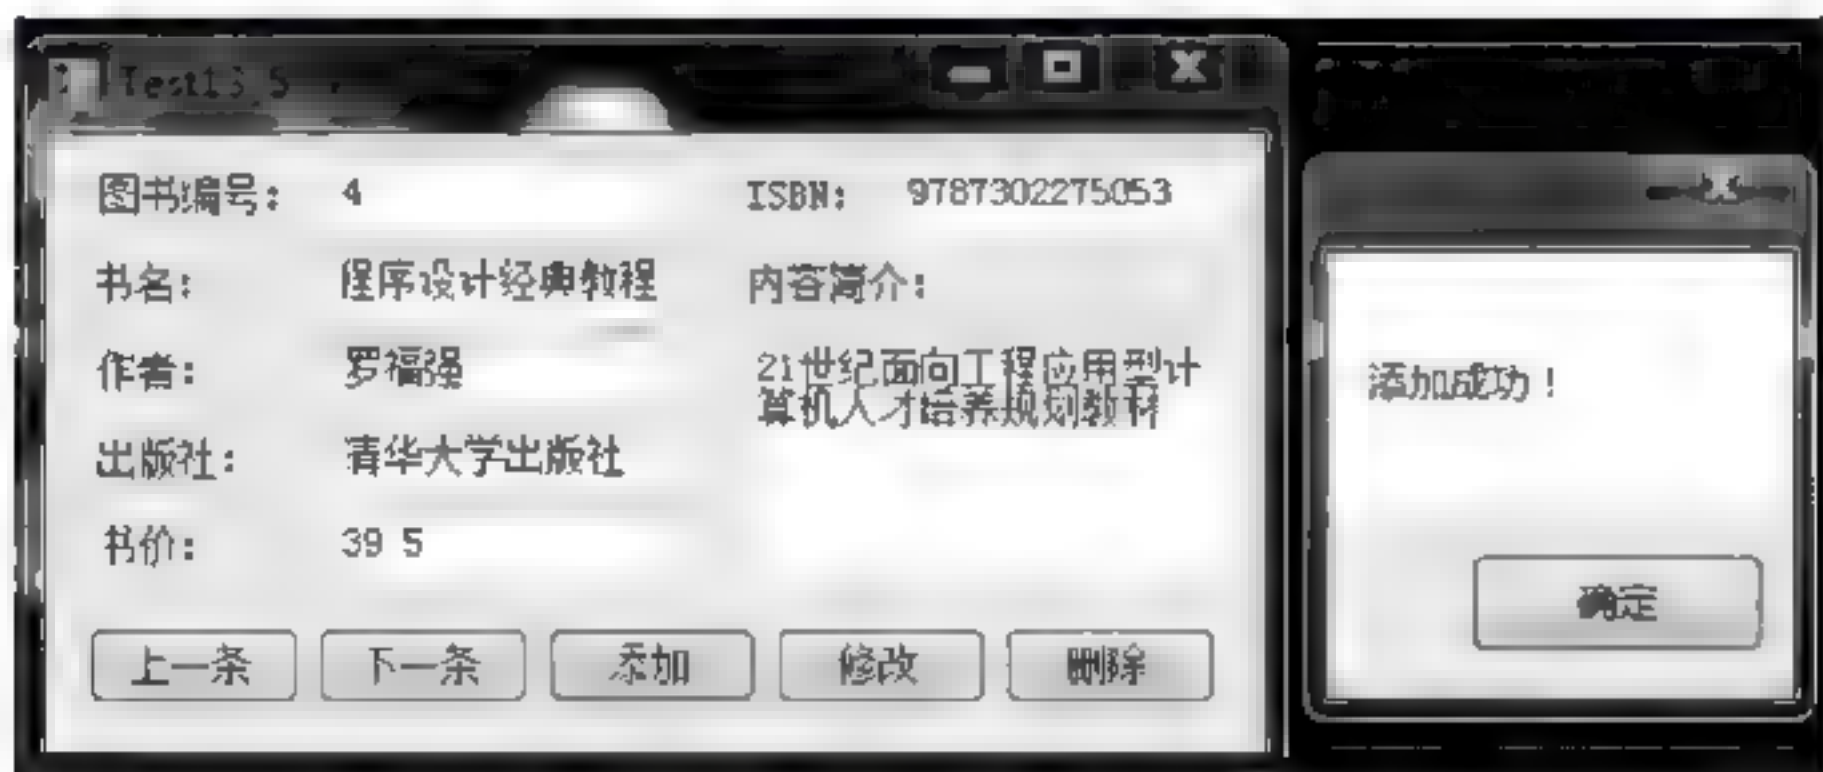 Test13_5
图书编号： 4 ISBN： 9787302275053
书名： 程序设计经典教程 内容简介：
作者： 罗福强 21世纪面向工程应用型计
算机人才培养规划教材
出版社： 清华大学出版社
书价： 39 5
添加成功！
确定
上一条 下一条 添加 修改 删除